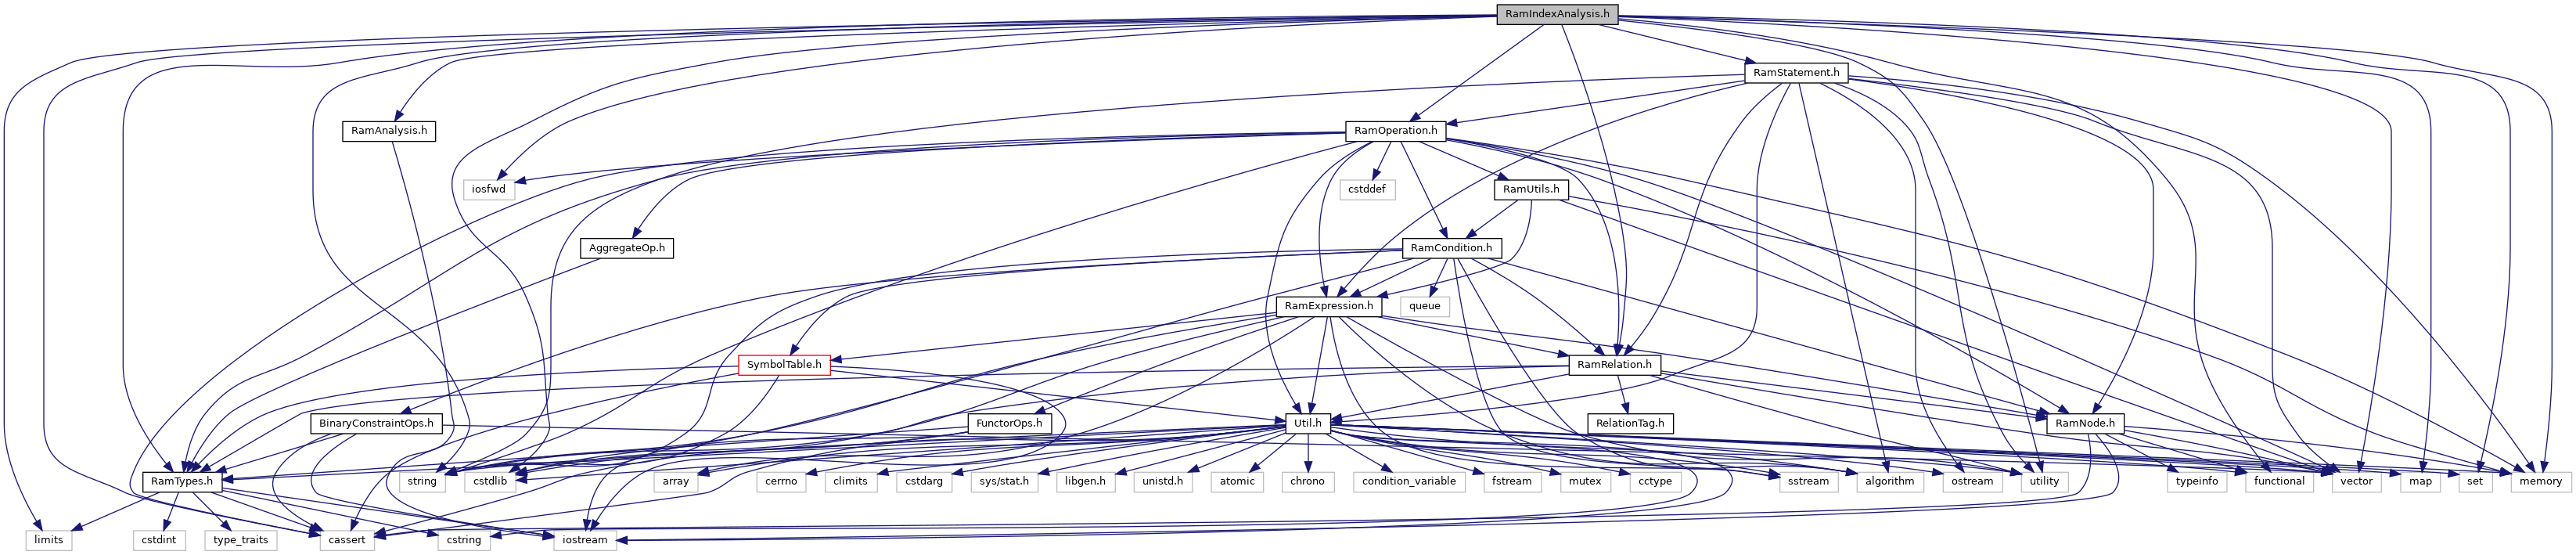 RamIndexAnalysis.h
RamStatement.h
RamAnalysis.h
RamOperation.h
iosfwd
cstddef
RamUtils.h
AggregateOp.h
RamCondition.h
RamExpression.h
queue
SymbolTable.h
RamRelation.h
BinaryConstraintOps.h
FunctorOps.h
Util.h
RelationTag.h
RamNode.h
RamTypes.h
string
cstdlib
array
cerrno
climits
cstdarg
sys/stat.h
libgen.h
unistd.h
atomic
chrono
condition_variable
fstream
mutex
cctype
sstream
algorithm
ostream
utility
typeinfo
functional
vector
map
set
memory
limits
cstdint
type_traits
cassert
cstring
iostream